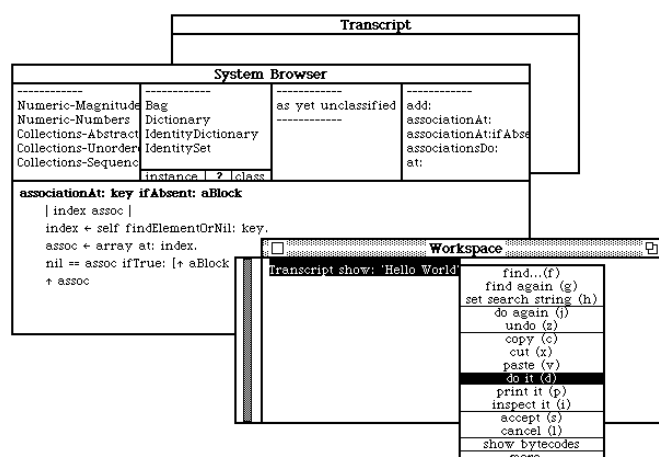 Transcript
System Browser
------------
Numeric-Magnitude
Numeric-Numbers
Collections-Abstract
Collections-Unorder
Collections-Sequenc
------------
Bag
Dictionary
IdentityDictionary
IdentitySet
instance ? class
------------
as yet unclassified
------------
------------
add:
associationAt:
associationAt:ifAbse
associationsDo:
at:
associationAt: key ifAbsent: aBlock
| index assoc |
index ← self findElementOrNil: key.
assoc ← array at: index.
nil == assoc ifTrue: [↑ aBlock
↑ assoc
Workspace
Transcript show: 'Hello World'
find...(f)
find again (g)
set search string (h)
do again (j)
undo (z)
copy (c)
cut (x)
paste (v)
do it (d)
print it (p)
inspect it (i)
accept (s)
cancel (l)
show bytecodes
more...